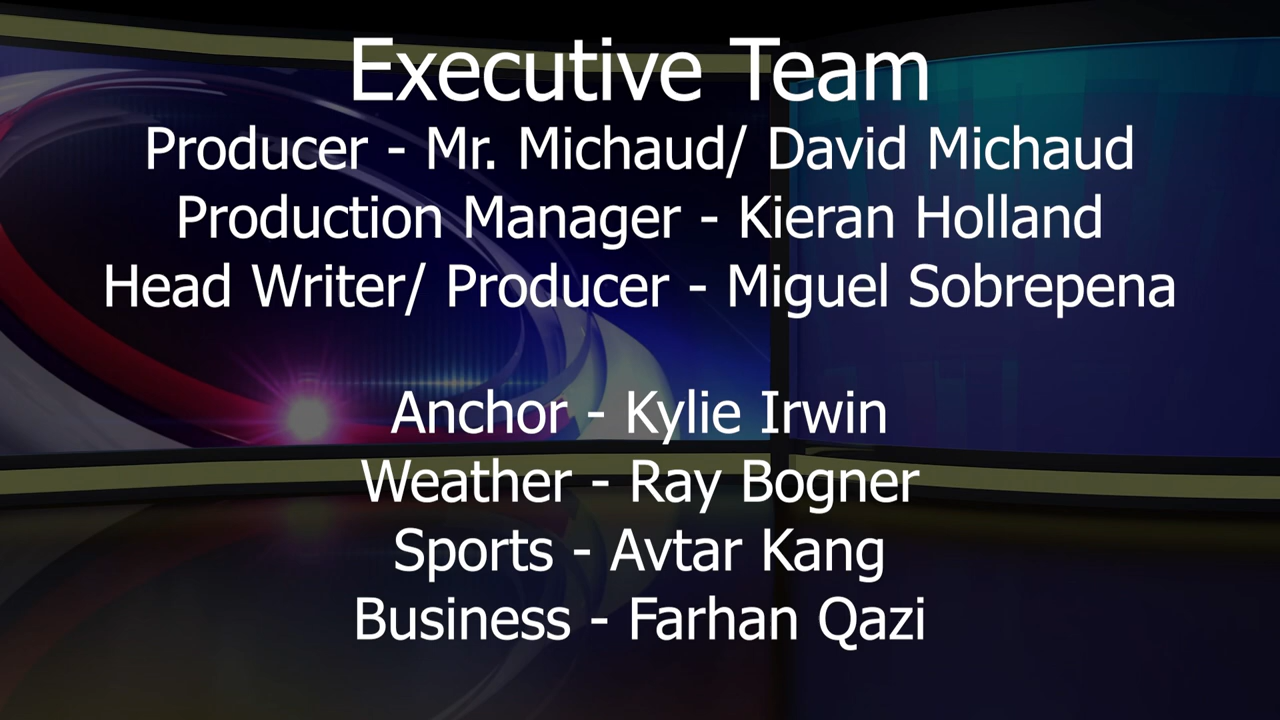 Executive Team
Producer - Mr. Michaud/ David Michaud
Production Manager - Kieran Holland
Head Writer/ Producer - Miguel Sobrepena
Anchor - Kylie Irwin
Weather - Ray Bogner
Sports - Avtar Kang
Business - Farhan Qazi